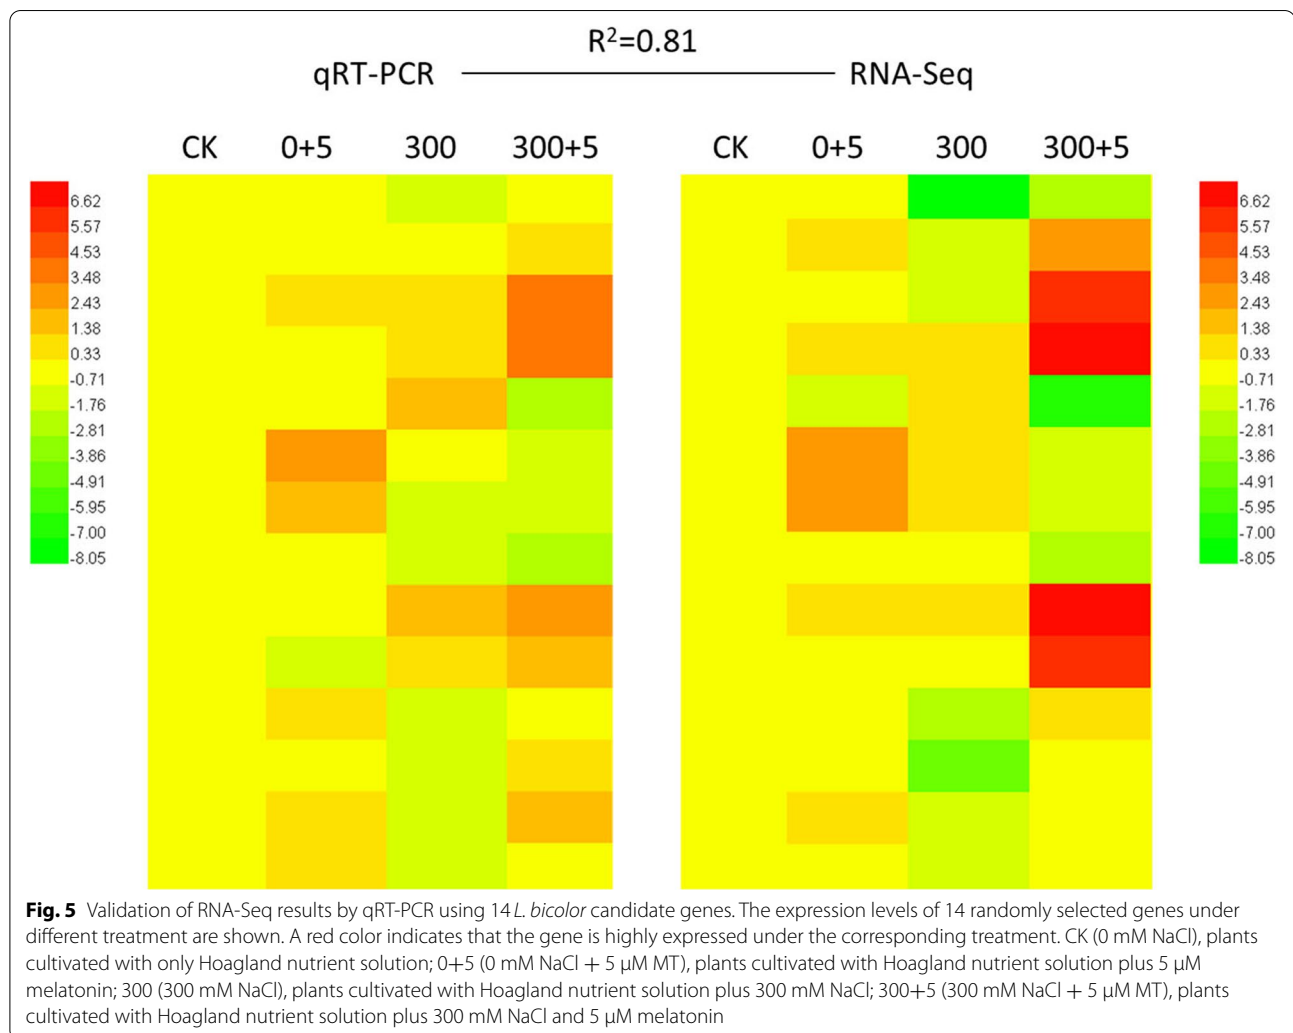 R²=0.81
qRT-PCR RNA-Seq
CK 0+5 300 300+5 CK 0+5 300 300+5
6.62 6.62
5.57 5.57
4.53 4.53
3.48 3.48
2.43 2.43
1.38 1.38
0.33 0.33
-0.71 -0.71
-1.76 -1.76
-2.81 -2.81
-3.86 -3.86
-4.91 -4.91
-5.95 -5.95
-7.00 -7.00
-8.05 -8.05
Fig. 5 Validation of RNA-Seq results by qRT-PCR using 14 L. bicolor candidate genes. The expression levels of 14 randomly selected genes under
different treatment are shown. A red color indicates that the gene is highly expressed under the corresponding treatment. CK (0 mM NaCl), plants
cultivated with only Hoagland nutrient solution; 0+5 (0 mM NaCl + 5 μM MT), plants cultivated with Hoagland nutrient solution plus 5 μM
melatonin; 300 (300 mM NaCl), plants cultivated with Hoagland nutrient solution plus 300 mM NaCl; 300+5 (300 mM NaCl + 5 μM MT), plants
cultivated with Hoagland nutrient solution plus 300 mM NaCl and 5 μM melatonin